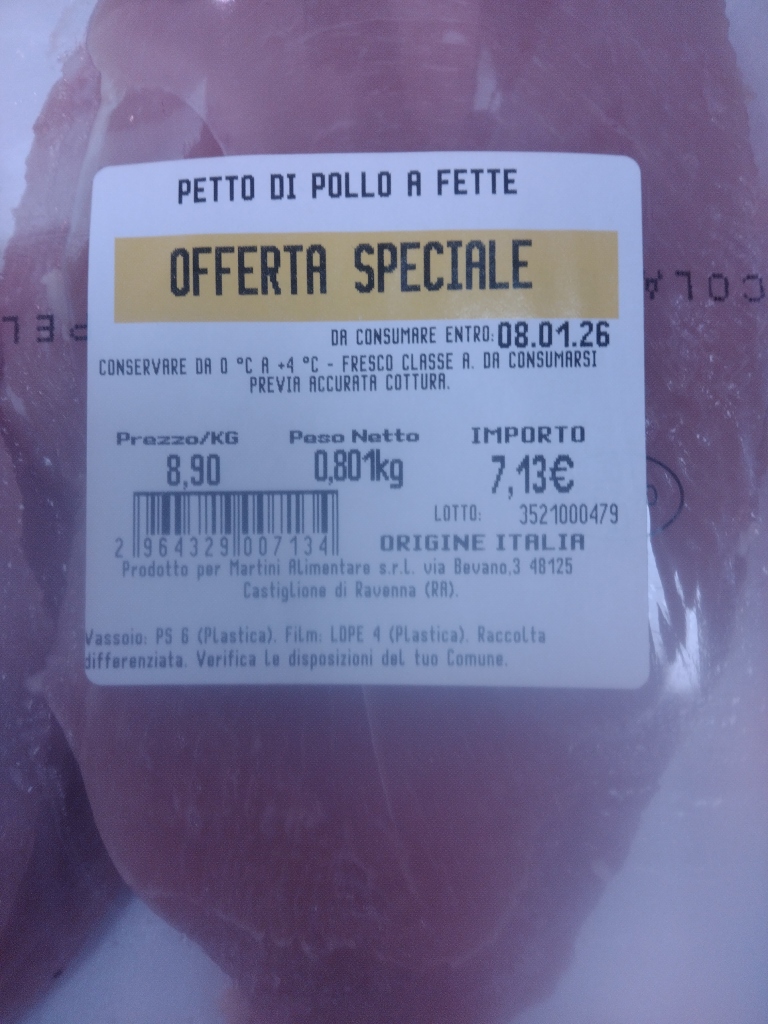 PETTO DI POLLO A FETTE
OFFERTA SPECIALE
DA CONSUMARE ENTRO: 08.01.26
CONSERVARE DA 0 °C A +4 °C - FRESCO CLASSE A. DA CONSUMARSI
PREVIA ACCURATA COTTURA.
Prezzo/KG Peso Netto IMPORTO
8,90 0,801kg 7,13€
LOTTO: 3521000479
2 964329 007134
ORIGINE ITALIA
Prodotto per Martini Alimentare s.r.l. via Bevano,3 48125
Castiglione di Ravenna (RA).
Vassoio: PS 6 (Plastica). Film: LDPE 4 (Plastica). Raccolta
differenziata. Verifica le disposizioni del tuo Comune.